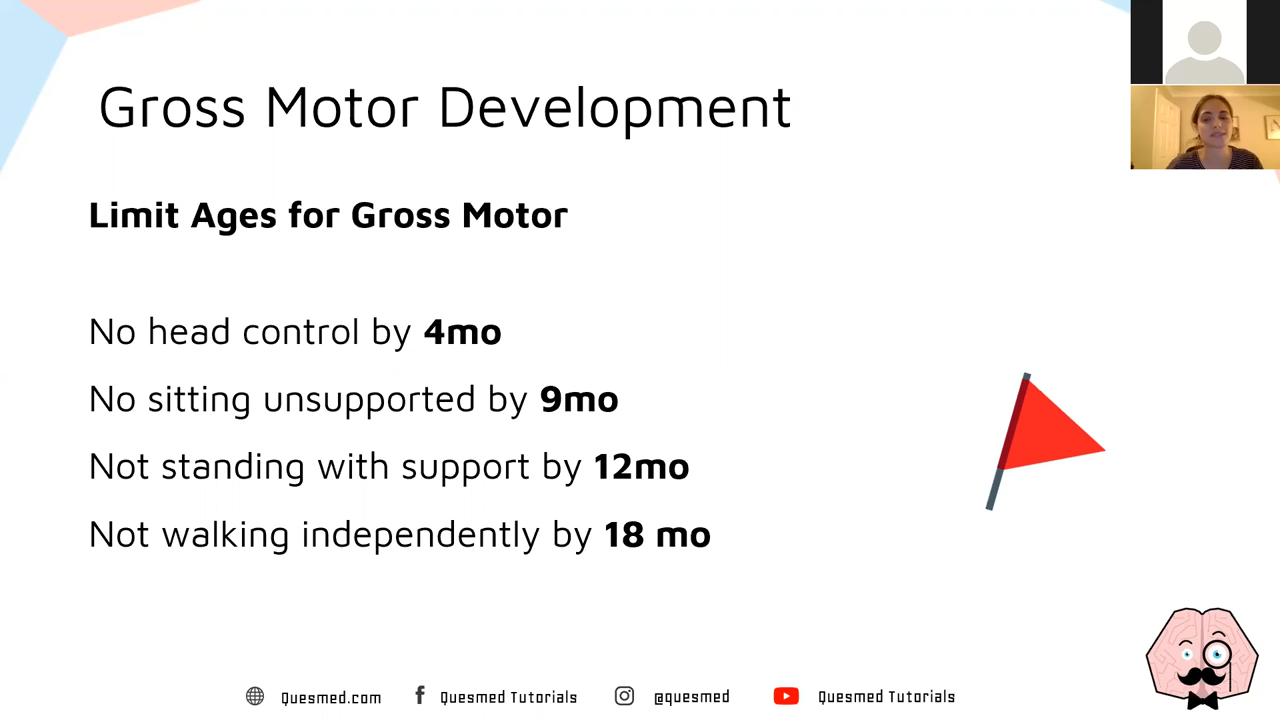 Gross Motor Development
Limit Ages for Gross Motor
No head control by 4mo
No sitting unsupported by 9mo
Not standing with support by 12mo
Not walking independently by 18 mo
Quesmed.com Quesmed Tutorials @quesmed Quesmed Tutorials